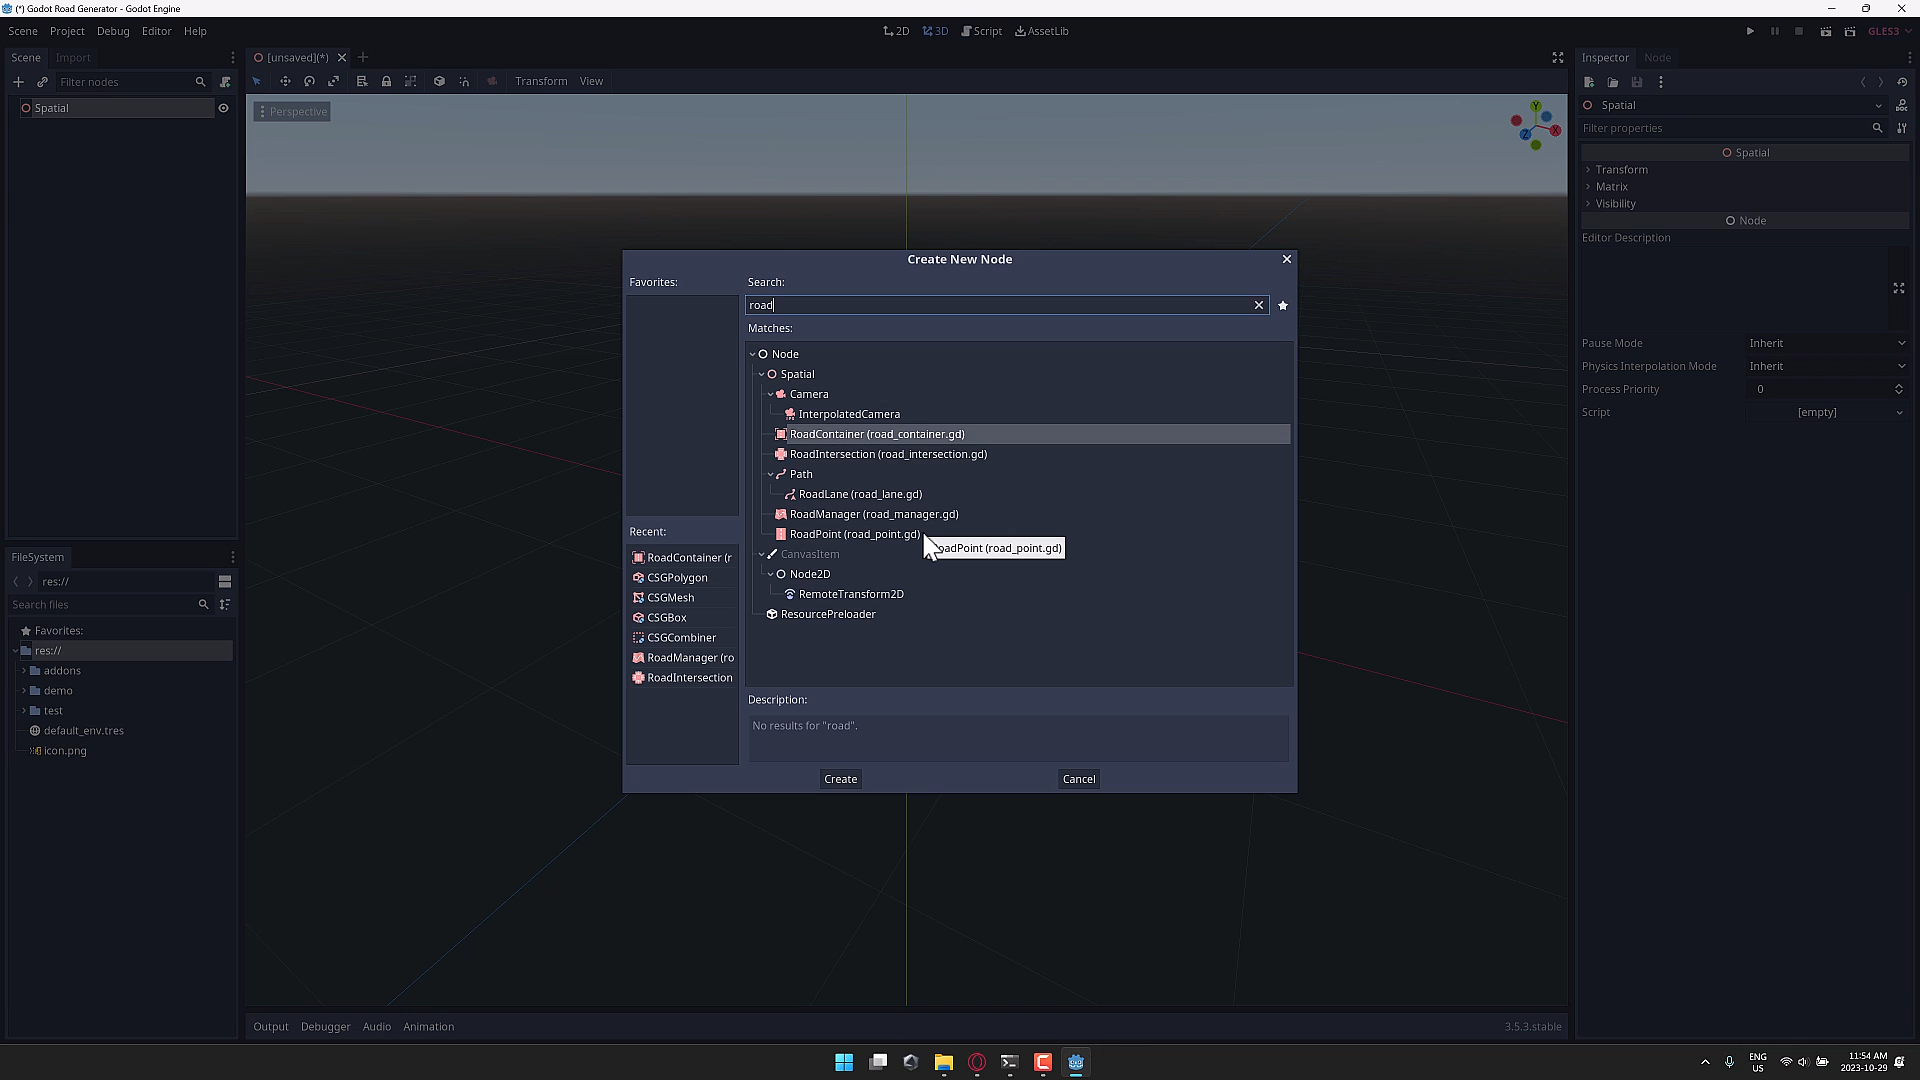 (*) Godot Road Generator - Godot Engine
Scene Project Debug Editor Help
2D 3D Script AssetLib
GLES3
Scene Import
[unsaved](*)
Inspector Node
Filter nodes
Transform View
Spatial
Perspective
Y
X
Z
Spatial
Filter properties
Spatial
Transform
Matrix
Visibility
Node
Editor Description
Pause Mode Inherit
Physics Interpolation Mode Inherit
Process Priority 0
Script [empty]
Create New Node
Favorites:
Search:
road
Matches:
Node
Spatial
Camera
InterpolatedCamera
RoadContainer (road_container.gd)
RoadIntersection (road_intersection.gd)
Path
RoadLane (road_lane.gd)
RoadManager (road_manager.gd)
RoadPoint (road_point.gd)
oadPoint (road_point.gd)
CanvasItem
Node2D
RemoteTransform2D
ResourcePreloader
Recent:
RoadContainer (r
CSGPolygon
CSGMesh
CSGBox
CSGCombiner
RoadManager (ro
RoadIntersection
Description:
No results for "road".
Create Cancel
FileSystem
res://
Search files
Favorites:
res://
addons
demo
test
default_env.tres
icon.png
Output Debugger Audio Animation
3.5.3.stable
ENG
US
11:54 AM
2023-10-29